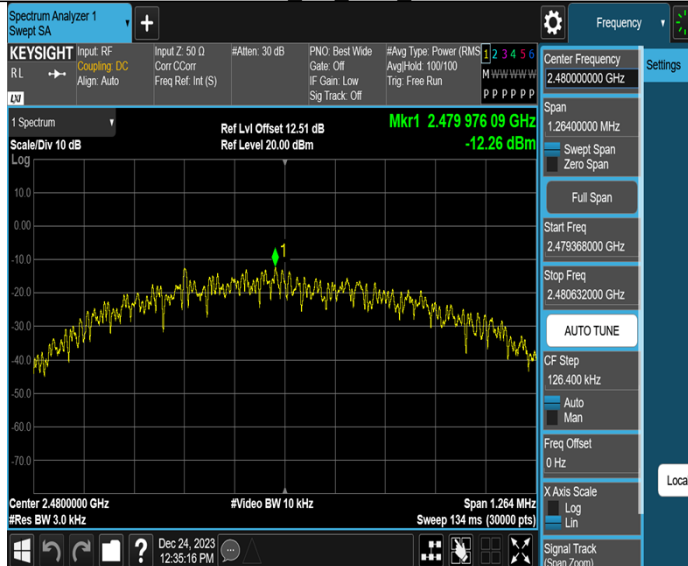 Spectrum Analyzer 1
Swept SA
+
Frequency
KEYSIGHT
RL
LXI
Input: RF
Coupling: DC
Align: Auto
Input Z: 50 Ω
Corr CCorr
Freq Ref: Int (S)
#Atten: 30 dB
PNO: Best Wide
Gate: Off
IF Gain: Low
Sig Track: Off
#Avg Type: Power (RMS
Avg|Hold: 100/100
Trig: Free Run
1 2 3 4 5 6
M W W W W W
P P P P P P
1 Spectrum
Scale/Div 10 dB
Ref Lvl Offset 12.51 dB
Ref Level 20.00 dBm
Mkr1 2.479 976 09 GHz
-12.26 dBm
Log
10.0
0.00
-10.0
-20.0
-30.0
-40.0
-50.0
-60.0
-70.0
1
Center 2.4800000 GHz
#Res BW 3.0 kHz
#Video BW 10 kHz
Span 1.264 MHz
Sweep 134 ms (30000 pts)
Dec 24, 2023
12:35:16 PM
?
Center Frequency
2.480000000 GHz
Span
1.26400000 MHz
Swept Span
Zero Span
Full Span
Start Freq
2.479368000 GHz
Stop Freq
2.480632000 GHz
AUTO TUNE
CF Step
126.400 kHz
Auto
Man
Freq Offset
0 Hz
X Axis Scale
Log
Lin
Signal Track
(Span Zoom)
Settings
Loca